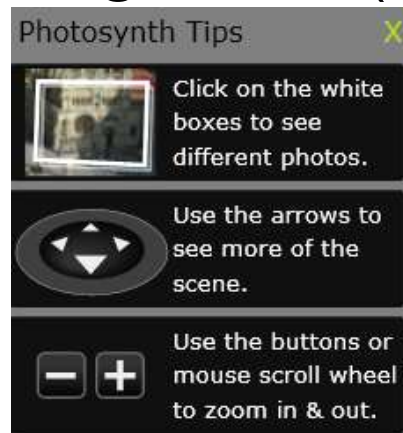 Photosynth Tips X
Click on the white
boxes to see
different photos.
Use the arrows to
see more of the
scene.
Use the buttons or
mouse scroll wheel
to zoom in & out.